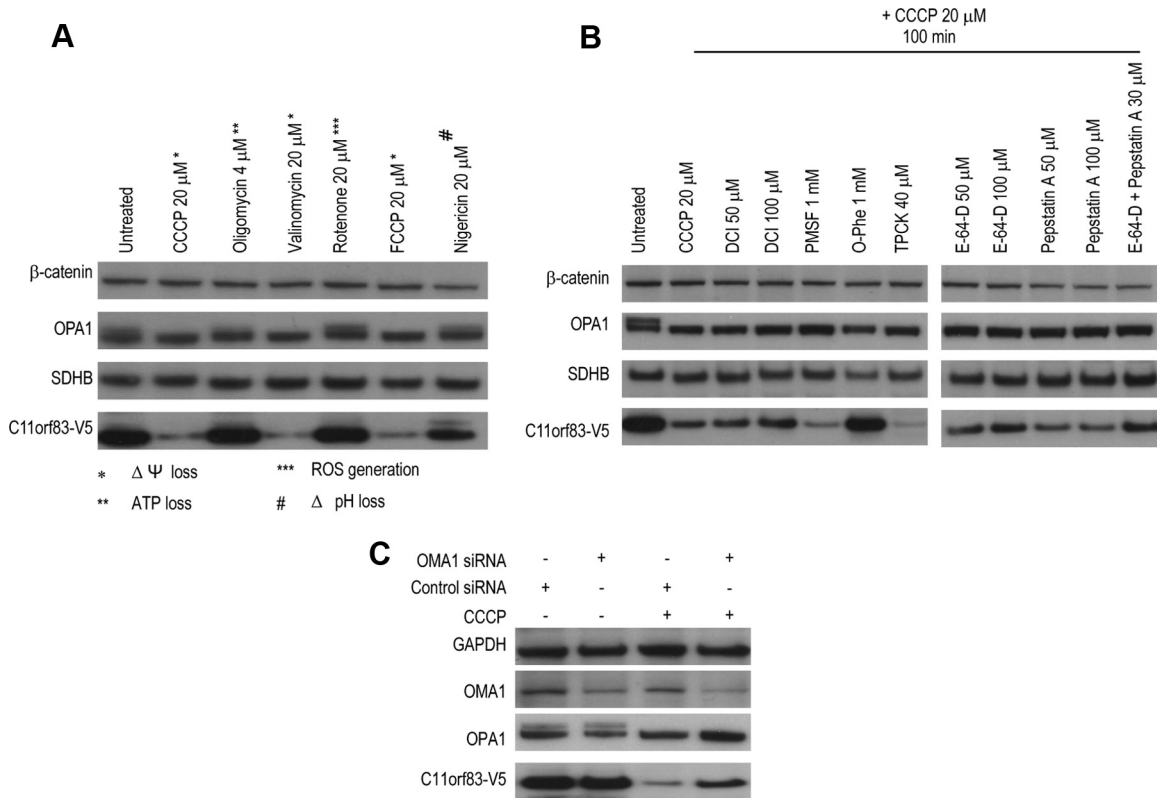 A
Untreated
CCCP 20 μM *
Oligomycin 4 μM **
Valinomycin 20 μM *
Rotenone 20 μM ***
FCCP 20 μM *
Nigericin 20 μM #
β-catenin
OPA1
SDHB
C11orf83-V5
* Δ Ψ loss
*** ROS generation
** ATP loss
# Δ pH loss
B
+ CCCP 20 μM
100 min
Untreated
CCCP 20 μM
DCI 50 μM
DCI 100 μM
PMSF 1 mM
O-Phe 1 mM
TPCK 40 μM
E-64-D 50 μM
E-64-D 100 μM
Pepstatin A 50 μM
Pepstatin A 100 μM
E-64-D + Pepstatin A 30 μM
β-catenin
OPA1
SDHB
C11orf83-V5
C
OMA1 siRNA - + - +
Control siRNA + - + -
CCCP - - + +
GAPDH
OMA1
OPA1
C11orf83-V5